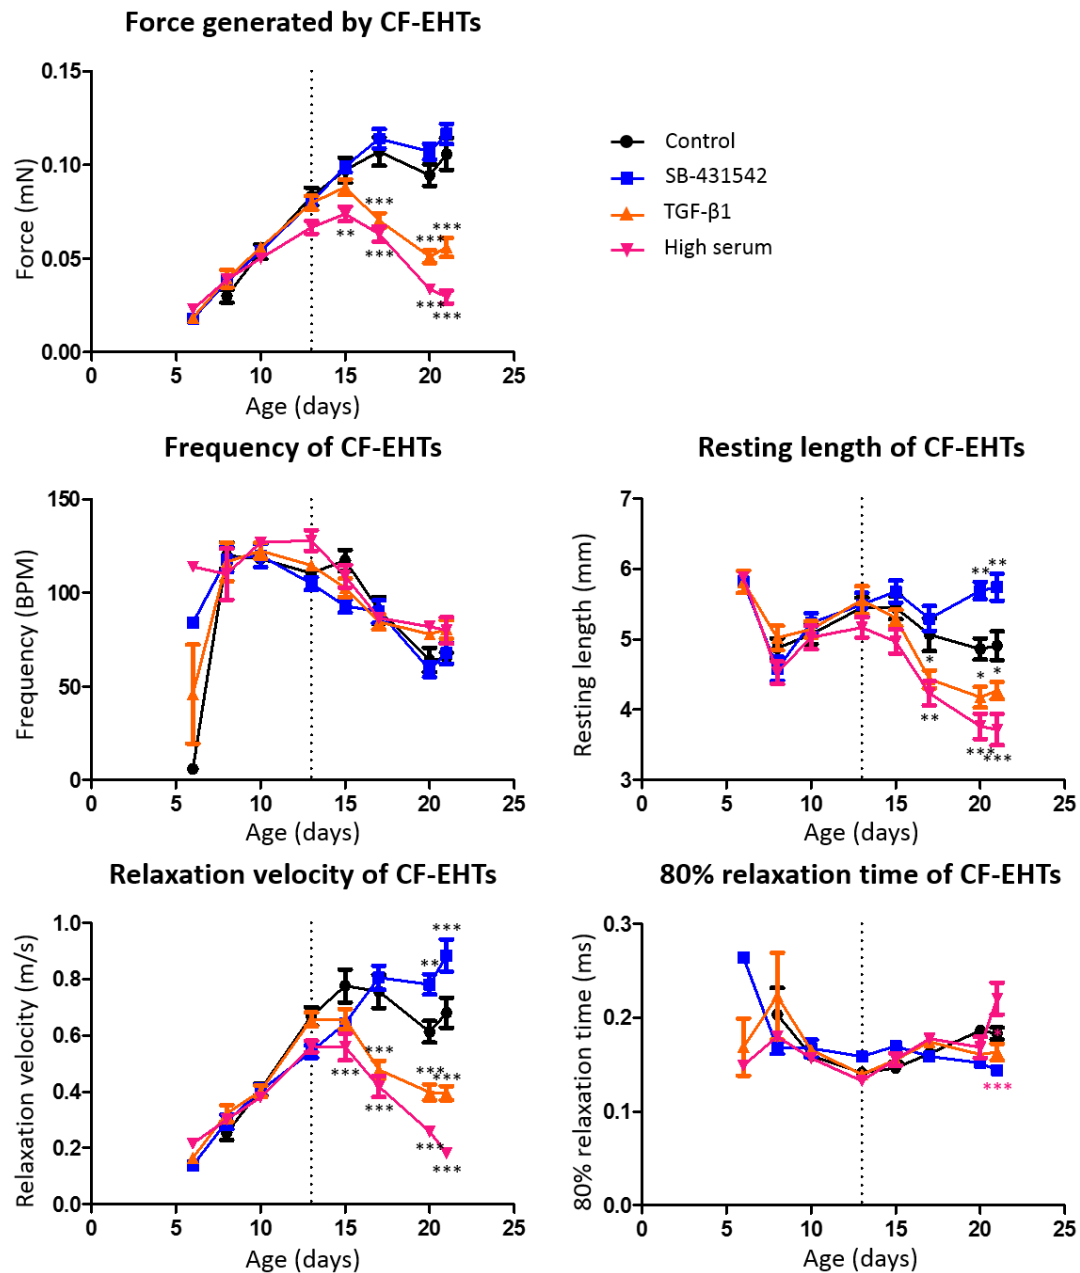 Force generated by CF-EHTs
0.15
0.10
0.05
0.00
Force (mN)
*** ** *** *** *** *** ***
0 5 10 15 20 25
Age (days)
Control
SB-431542
TGF-β1
High serum
Frequency of CF-EHTs
150
100
50
0
Frequency (BPM)
0 5 10 15 20 25
Age (days)
Resting length of CF-EHTs
7
6
5
4
3
Resting length (mm)
** ** * * * ** *** ***
0 5 10 15 20 25
Age (days)
Relaxation velocity of CF-EHTs
1.0
0.8
0.6
0.4
0.2
0.0
Relaxation velocity (m/s)
*** ** *** *** *** *** *** *** ***
0 5 10 15 20 25
Age (days)
80% relaxation time of CF-EHTs
0.3
0.2
0.1
0.0
80% relaxation time (ms)
* ***
0 5 10 15 20 25
Age (days)